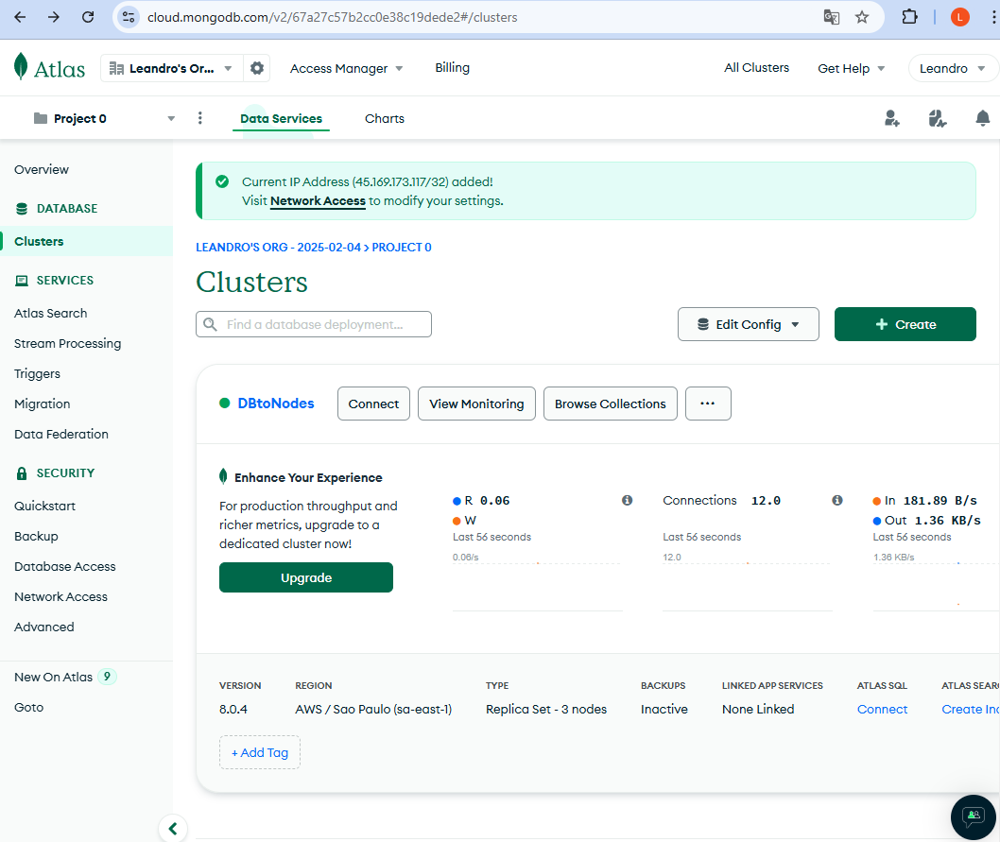 cloud.mongodb.com/v2/67a27c57b2cc0e38c19dede2#/clusters
L
Atlas
Leandro's Or...
Access Manager
Billing
All Clusters
Get Help
Leandro
Project 0
Data Services
Charts
Overview
DATABASE
Clusters
SERVICES
Atlas Search
Stream Processing
Triggers
Migration
Data Federation
SECURITY
Quickstart
Backup
Database Access
Network Access
Advanced
New On Atlas 9
Goto
Current IP Address (45.169.173.117/32) added!
Visit Network Access to modify your settings.
LEANDRO'S ORG - 2025-02-04 > PROJECT 0
Clusters
Find a database deployment...
Edit Config
+ Create
DBtoNodes
Connect
View Monitoring
Browse Collections
...
Enhance Your Experience
For production throughput and
richer metrics, upgrade to a
dedicated cluster now!
Upgrade
R 0.06
W
Last 56 seconds
0.06/s
Connections 12.0
Last 56 seconds
12.0
In 181.89 B/s
Out 1.36 KB/s
Last 56 seconds
1.36 KB/s
VERSION
8.0.4
REGION
AWS / Sao Paulo (sa-east-1)
TYPE
Replica Set - 3 nodes
BACKUPS
Inactive
LINKED APP SERVICES
None Linked
ATLAS SQL
Connect
ATLAS SEAR
Create Inc
+ Add Tag